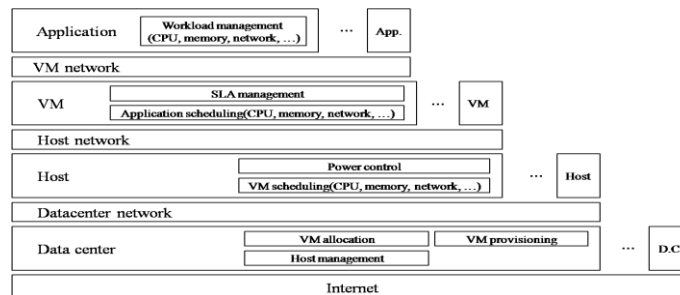 Application
Workload management
(CPU, memory, network, …)
...
App.
VM network
VM
SLA management
Application scheduling(CPU, memory, network, …)
...
VM
Host network
Host
Power control
VM scheduling(CPU, memory, network, …)
...
Host
Datacenter network
Data center
VM allocation
VM provisioning
Host management
...
D.C
Internet